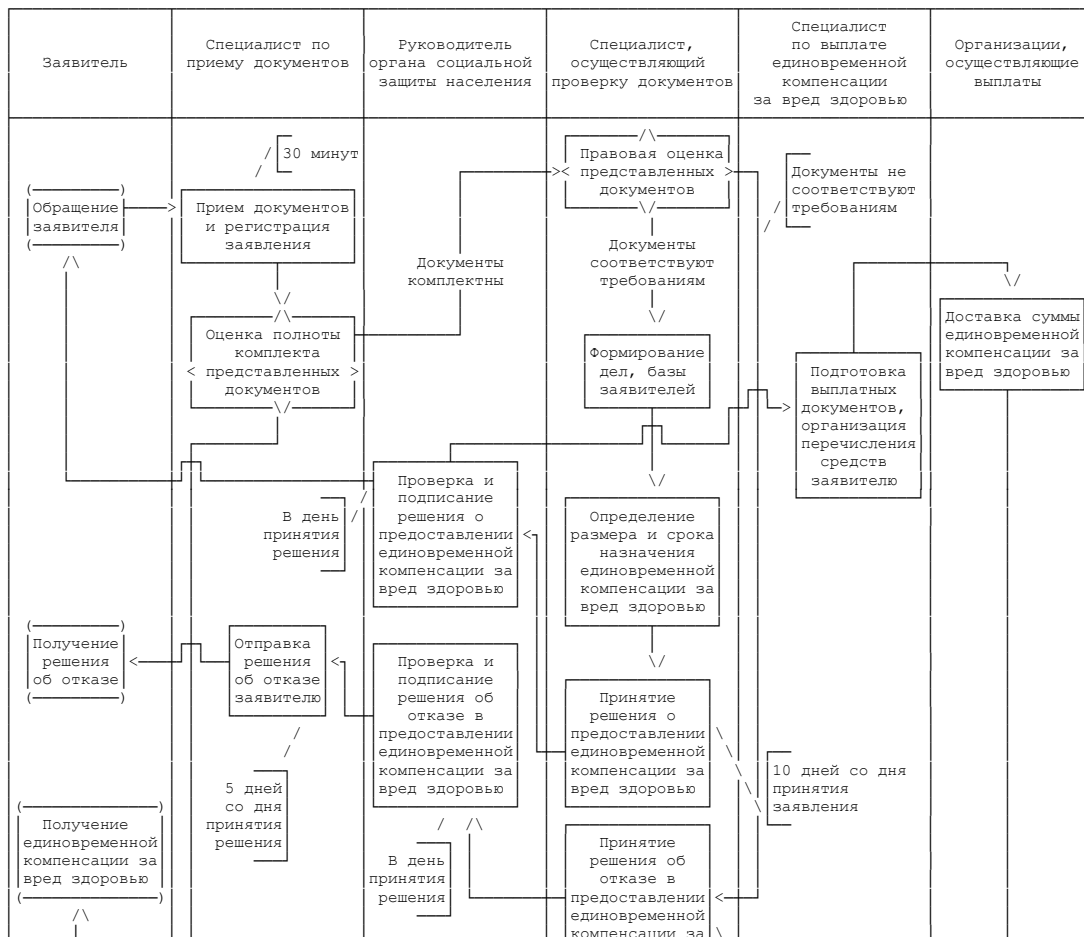 Заявитель
Специалист по
приему документов
Руководитель
органа социальной
защиты населения
Специалист,
осуществляющий
проверку документов
Специалист
по выплате
единовременной
компенсации
за вред здоровью
Организации,
осуществляющие
выплаты
30 минут
Обращение
заявителя
Прием документов
и регистрация
заявления
Документы
комплектны
Правовая оценка
представленных
документов
Документы не
соответствуют
требованиям
Документы
соответствуют
требованиям
Оценка полноты
комплекта
представленных
документов
Формирование
дел, базы
заявителей
Подготовка
выплатных
документов,
организация
перечисления
средств
заявителю
Доставка суммы
единовременной
компенсации за
вред здоровью
В день
принятия
решения
Проверка и
подписание
решения о
предоставлении
единовременной
компенсации за
вред здоровью
Определение
размера и срока
назначения
единовременной
компенсации за
вред здоровью
Получение
решения
об отказе
Отправка
решения
об отказе
заявителю
Проверка и
подписание
решения об
отказе в
предоставлении
единовременной
компенсации за
вред здоровью
Принятие
решения о
предоставлении
единовременной
компенсации за
вред здоровью
10 дней со дня
принятия
заявления
5 дней
со дня
принятия
решения
Получение
единовременной
компенсации за
вред здоровью
В день
принятия
решения
Принятие
решения об
отказе в
предоставлении
единовременной
компенсации за